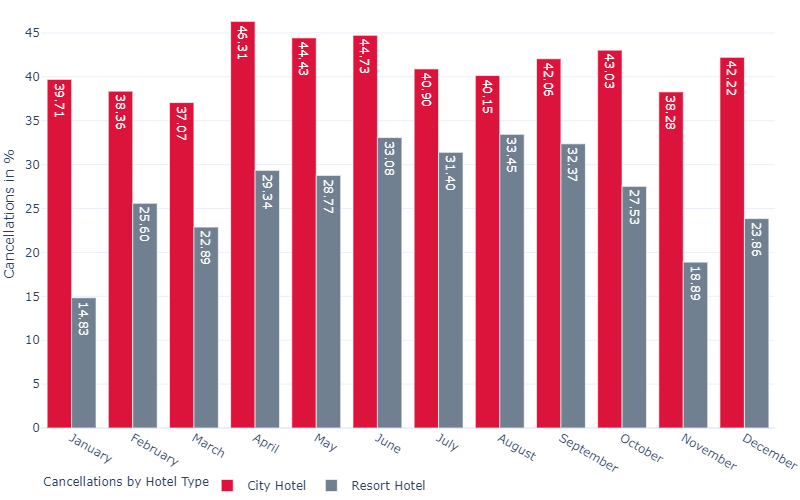 45
40
35
30
25
20
15
10
5
0
Cancellations in %
39.71
14.83
38.36
25.60
37.07
22.89
46.31
29.34
44.43
28.77
44.73
33.08
40.90
31.40
40.15
33.45
42.06
32.37
43.03
27.53
38.28
18.89
42.22
23.86
January
February
March
April
May
June
July
August
September
October
November
December
Cancellations by Hotel Type City Hotel Resort Hotel